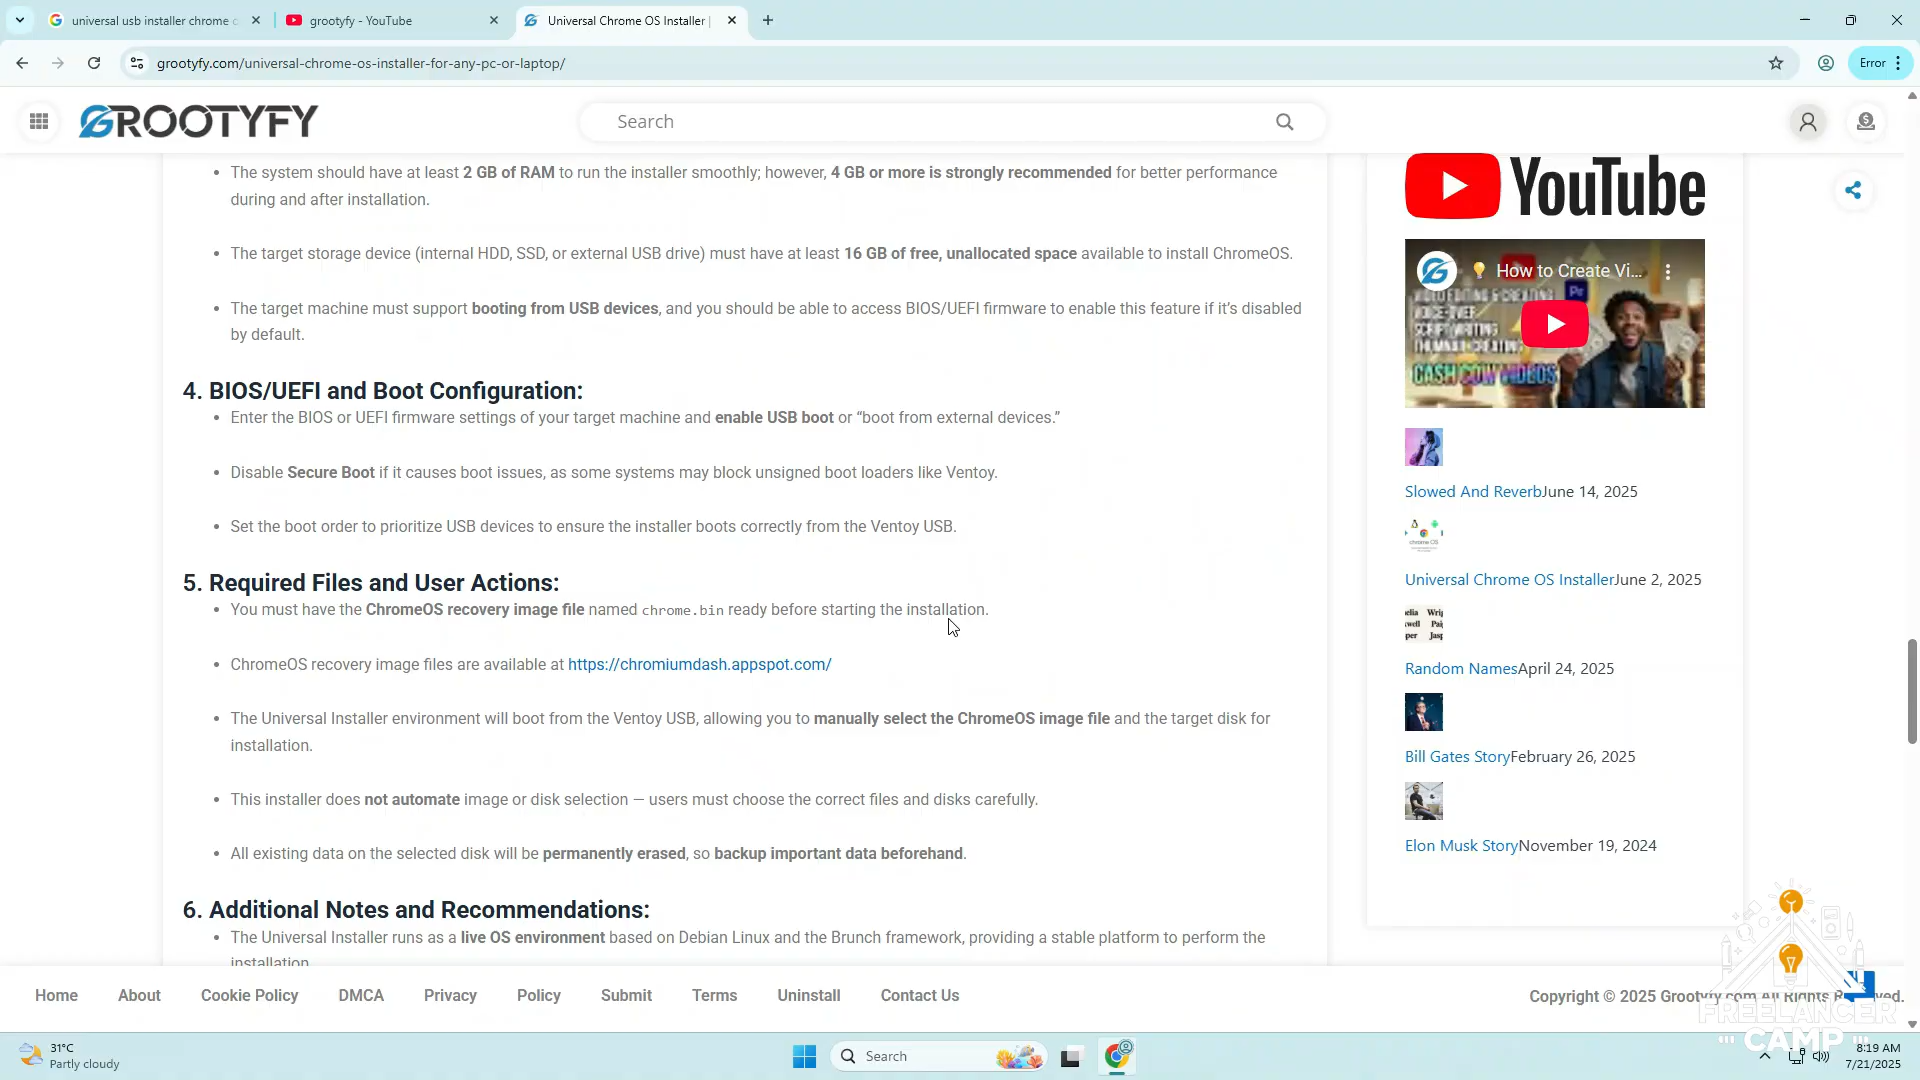 universal usb installer chrome o
grootyfy - YouTube
Universal Chrome OS Installer |
grootyfy.com/universal-chrome-os-installer-for-any-pc-or-laptop/
Error
GROOTYFY
Search
The system should have at least 2 GB of RAM to run the installer smoothly; however, 4 GB or more is strongly recommended for better performance
during and after installation.
The target storage device (internal HDD, SSD, or external USB drive) must have at least 16 GB of free, unallocated space available to install ChromeOS.
The target machine must support booting from USB devices, and you should be able to access BIOS/UEFI firmware to enable this feature if it’s disabled
by default.
4. BIOS/UEFI and Boot Configuration:
Enter the BIOS or UEFI firmware settings of your target machine and enable USB boot or “boot from external devices.”
Disable Secure Boot if it causes boot issues, as some systems may block unsigned boot loaders like Ventoy.
Set the boot order to prioritize USB devices to ensure the installer boots correctly from the Ventoy USB.
5. Required Files and User Actions:
You must have the ChromeOS recovery image file named chrome.bin ready before starting the installation.
ChromeOS recovery image files are available at https://chromiumdash.appspot.com/
The Universal Installer environment will boot from the Ventoy USB, allowing you to manually select the ChromeOS image file and the target disk for
installation.
This installer does not automate image or disk selection — users must choose the correct files and disks carefully.
All existing data on the selected disk will be permanently erased, so backup important data beforehand.
6. Additional Notes and Recommendations:
The Universal Installer runs as a live OS environment based on Debian Linux and the Brunch framework, providing a stable platform to perform the
installation
YouTube
How to Create Vi...
VOICE-OVER
SCRIPTWRITING
THUMNAIL CREATING
CASH COW VIDEOS
Slowed And ReverbJune 14, 2025
chrome OS
Universal Chrome OS InstallerJune 2, 2025
Random NamesApril 24, 2025
Bill Gates StoryFebruary 26, 2025
Elon Musk StoryNovember 19, 2024
Home
About
Cookie Policy
DMCA
Privacy
Policy
Submit
Terms
Uninstall
Contact Us
Copyright © 2025 Grootyfy.com All Rights
FREELANCER
CAMP
31°C
Partly cloudy
Search
8:19 AM
7/21/2025